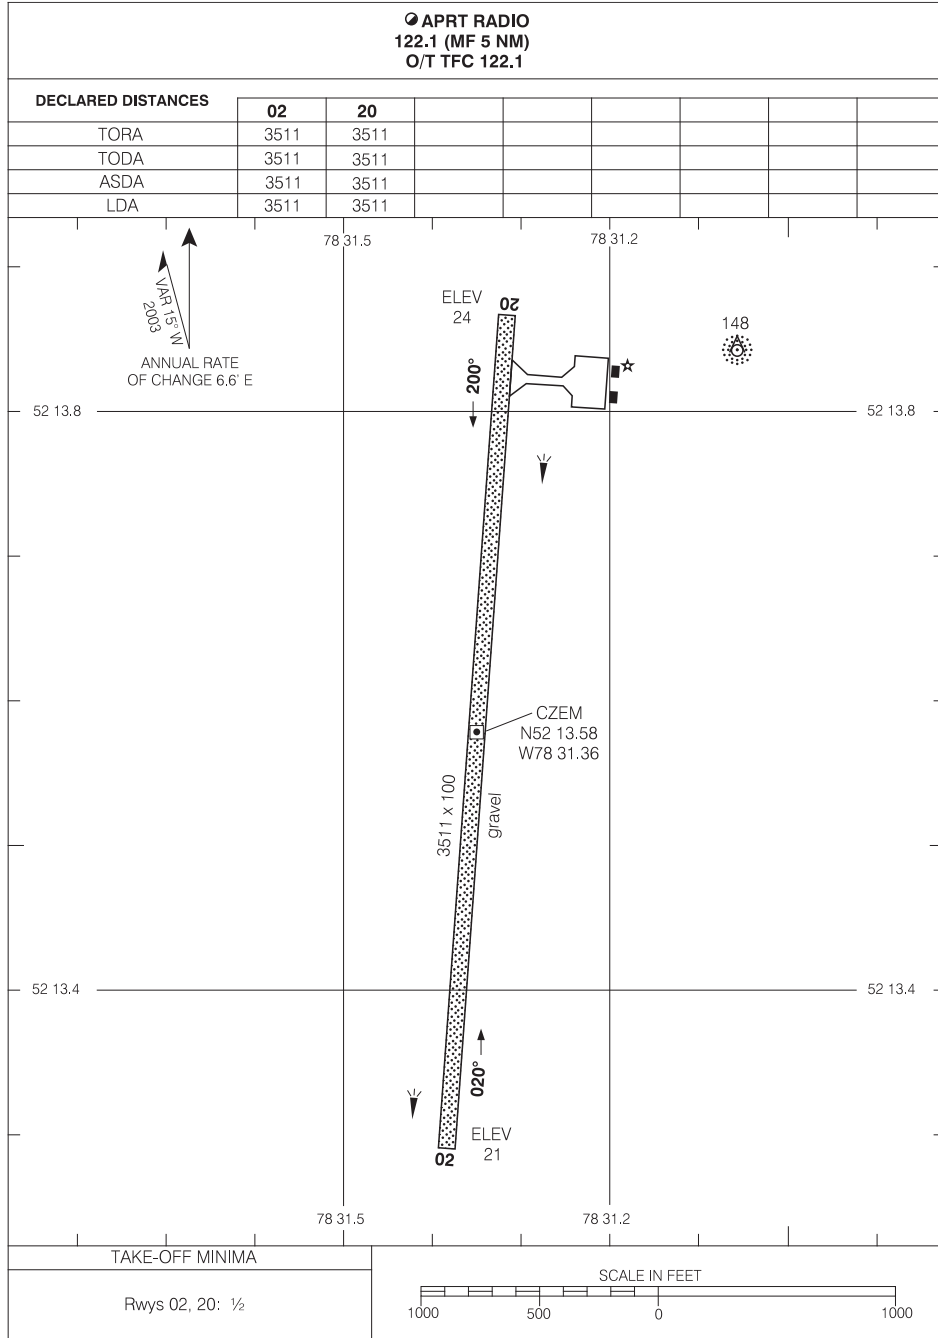 APRT RADIO
122.1 (MF 5 NM)
O/T TFC 122.1
DECLARED DISTANCES
02 20
TORA 3511 3511
TODA 3511 3511
ASDA 3511 3511
LDA 3511 3511
78 31.5 78 31.2
VAR 15° W
2003
ANNUAL RATE
OF CHANGE 6.6' E
ELEV
24
20
148
200°
52 13.8 52 13.8
CZEM
N52 13.58
W78 31.36
3511 x 100
gravel
52 13.4 52 13.4
020°
ELEV
21
02
78 31.5 78 31.2
TAKE-OFF MINIMA
Rwys 02, 20: ½
SCALE IN FEET
1000 500 0 1000